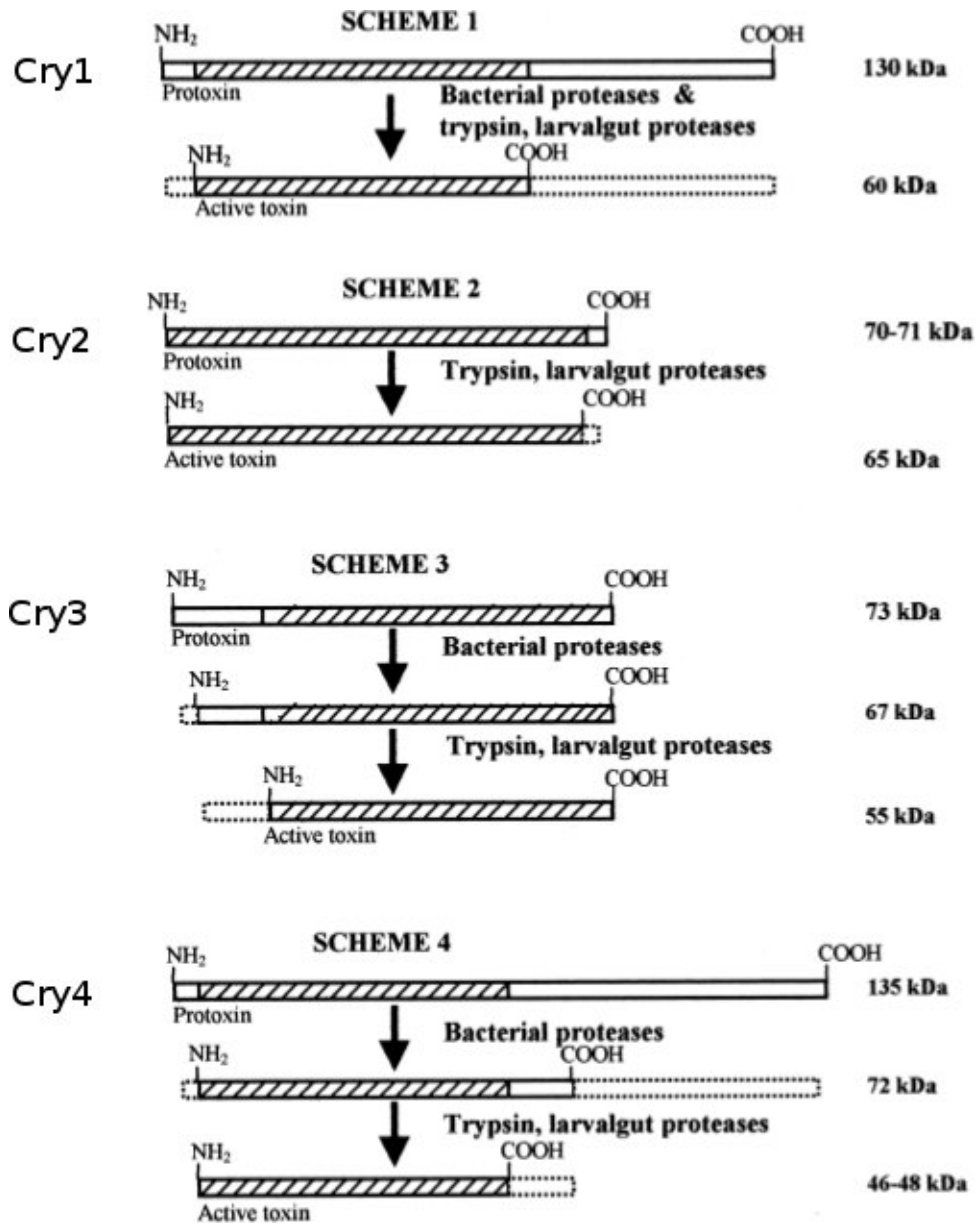 SCHEME 1
NH₂ COOH
Cry1 130 kDa
Protoxin
Bacterial proteases &
trypsin, larvalgut proteases
NH₂ COOH
60 kDa
Active toxin
SCHEME 2
NH₂ COOH
Cry2 70-71 kDa
Protoxin
Trypsin, larvalgut proteases
NH₂ COOH
Active toxin 65 kDa
SCHEME 3
NH₂ COOH
Cry3 73 kDa
Protoxin
Bacterial proteases
NH₂ COOH
67 kDa
Trypsin, larvalgut proteases
NH₂ COOH
55 kDa
Active toxin
SCHEME 4
NH₂ COOH
Cry4 135 kDa
Protoxin
Bacterial proteases
NH₂ COOH
72 kDa
Trypsin, larvalgut proteases
NH₂ COOH
46-48 kDa
Active toxin